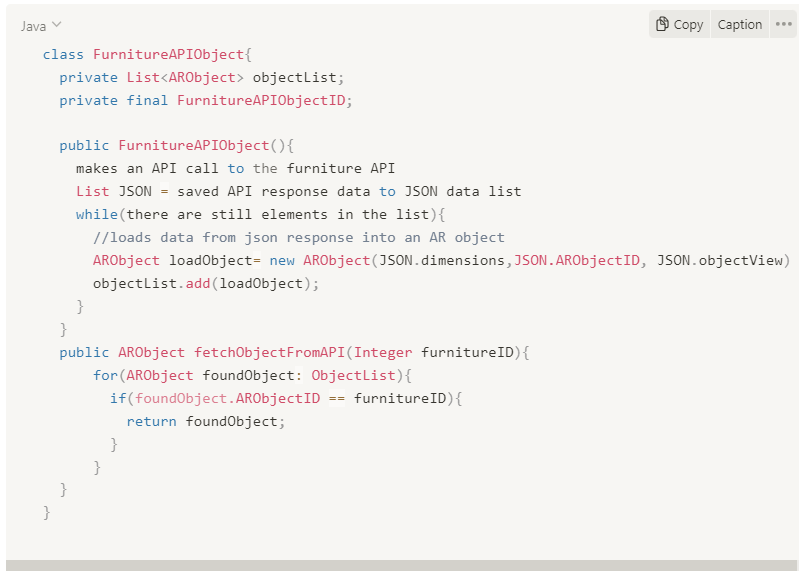 Java
Copy Caption •••
class FurnitureAPIObject{
private List<ARObject> objectList;
private final FurnitureAPIObjectID;
public FurnitureAPIObject(){
makes an API call to the furniture API
List JSON = saved API response data to JSON data list
while(there are still elements in the list){
//loads data from json response into an AR object
ARObject loadObject= new ARObject(JSON.dimensions,JSON.ARObjectID, JSON.objectView)
objectList.add(loadObject);
}
}
public ARObject fetchObjectFromAPI(Integer furnitureID){
for(ARObject foundObject: ObjectList){
if(foundObject.ARObjectID == furnitureID){
return foundObject;
}
}
}
}